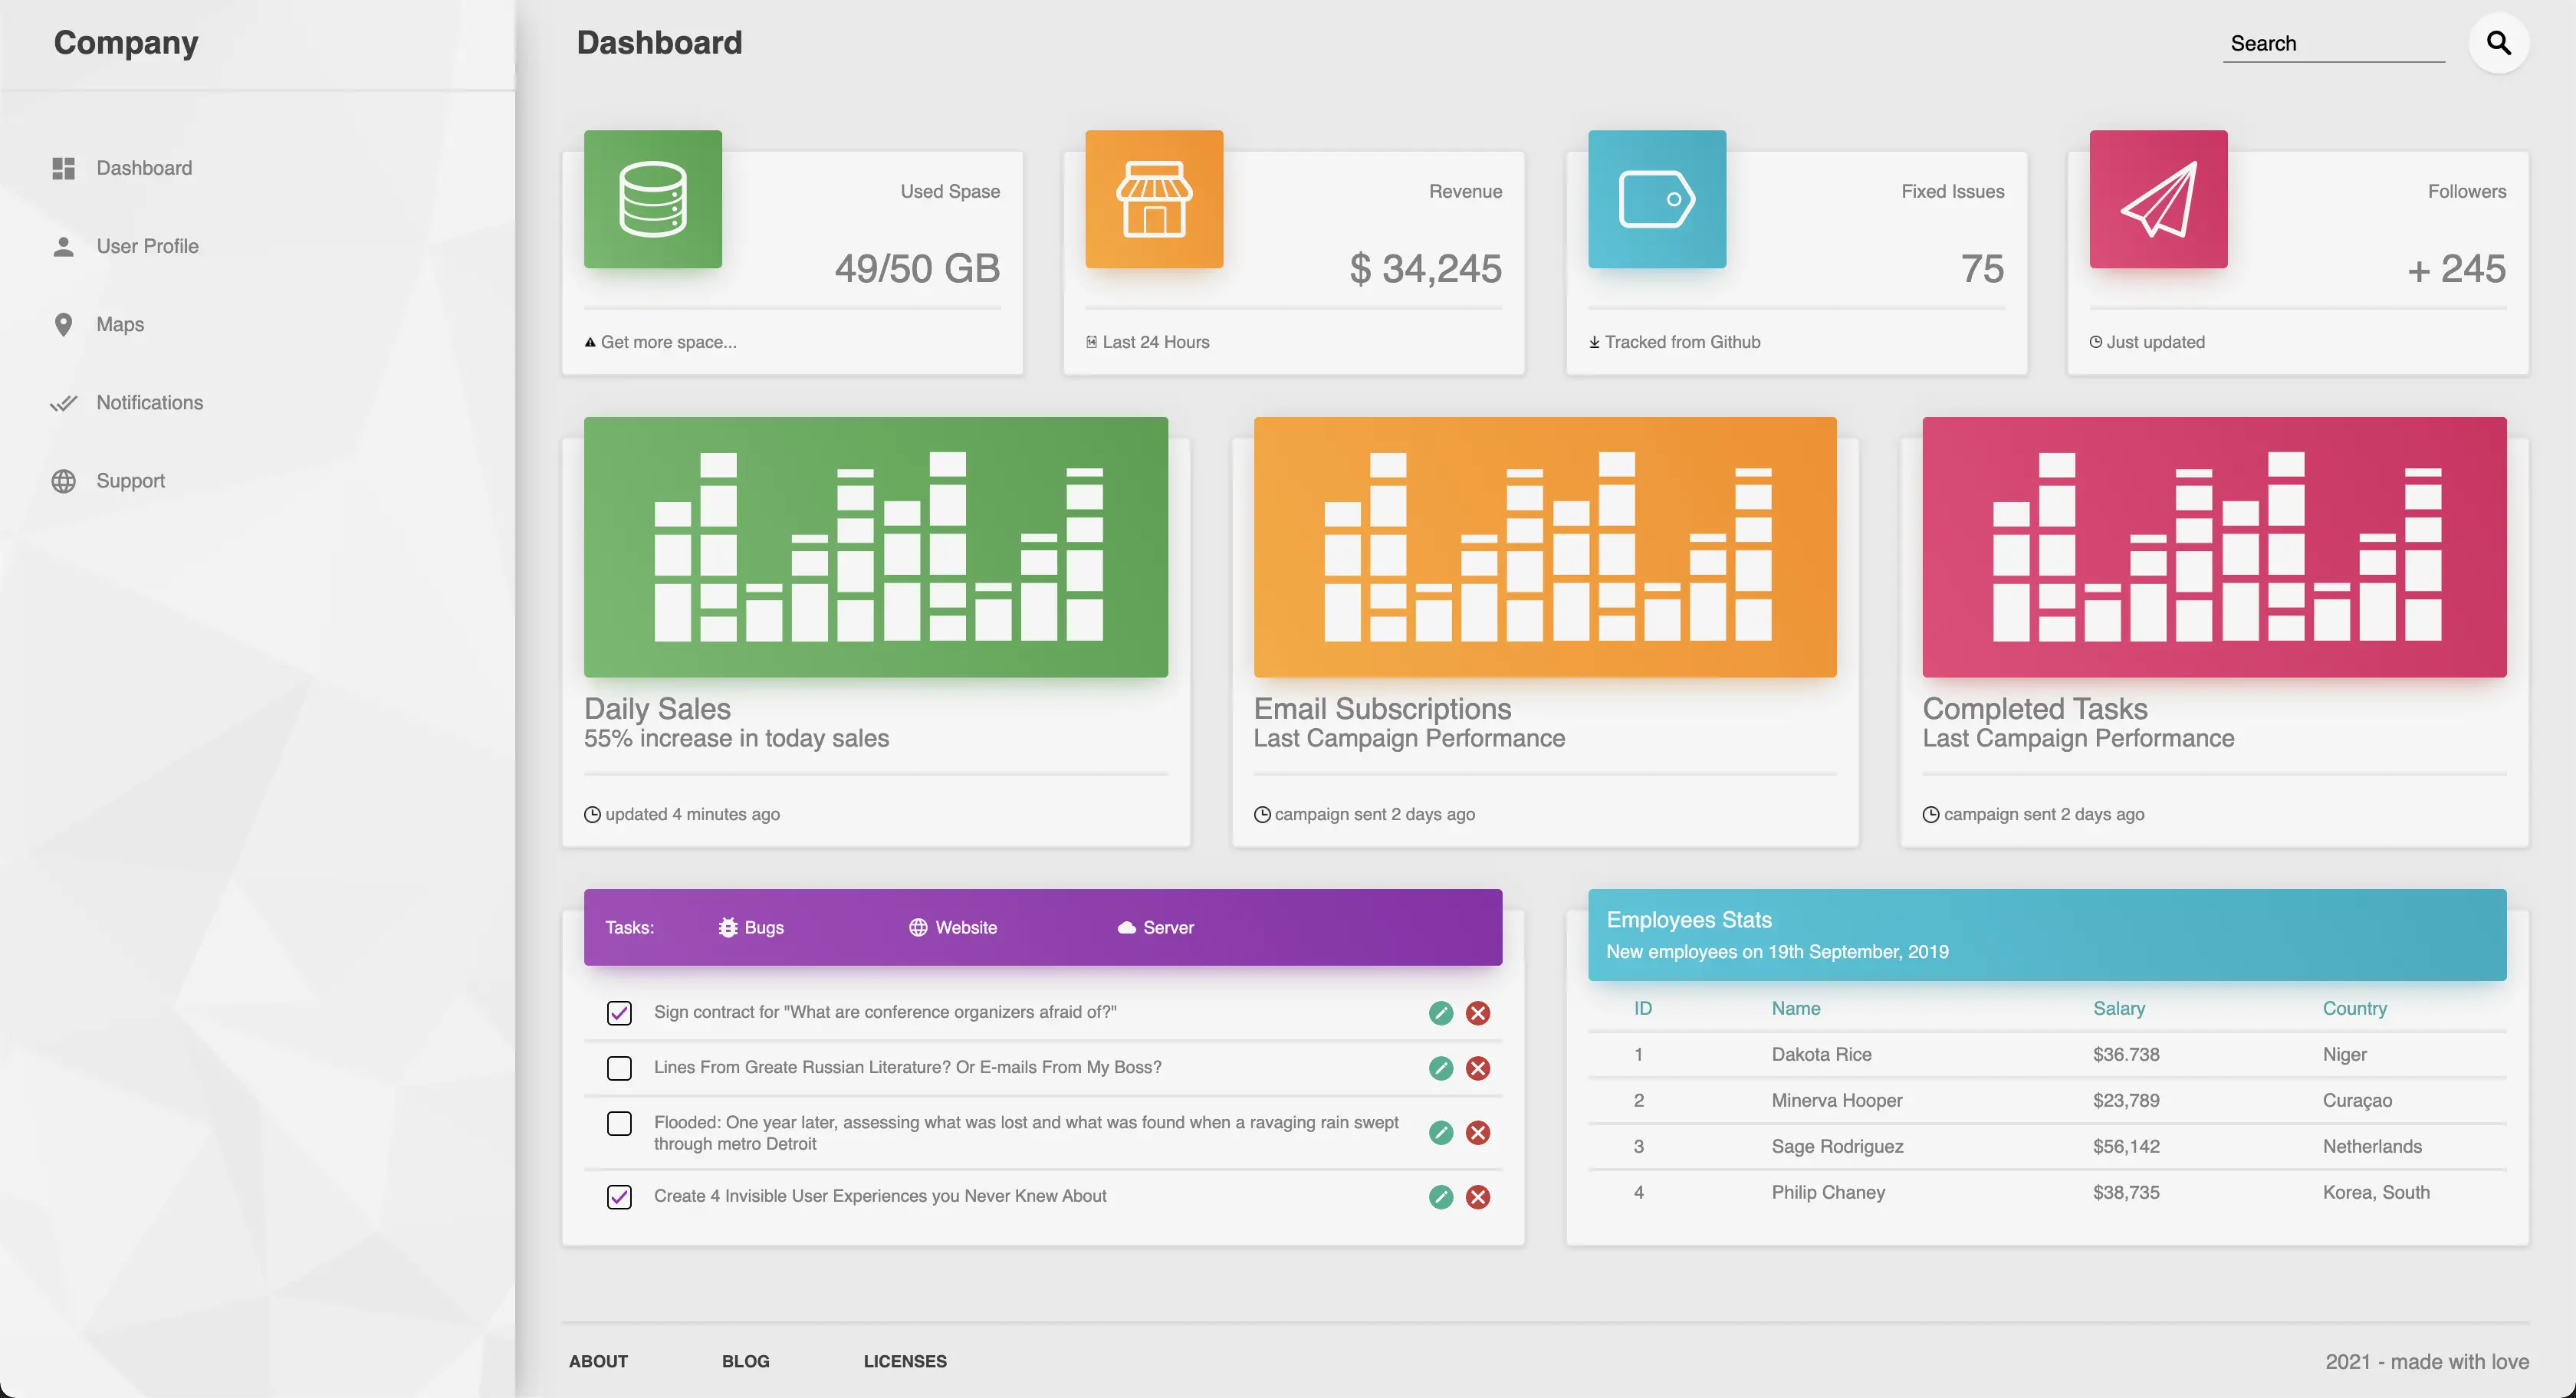 Company
Dashboard
Search
Dashboard
User Profile
Maps
Notifications
Support
Used Spase
49/50 GB
Get more space...
Revenue
$ 34,245
Last 24 Hours
Fixed Issues
75
Tracked from Github
Followers
+ 245
Just updated
Daily Sales
55% increase in today sales
updated 4 minutes ago
Email Subscriptions
Last Campaign Performance
campaign sent 2 days ago
Completed Tasks
Last Campaign Performance
campaign sent 2 days ago
Tasks: Bugs Website Server
Sign contract for "What are conference organizers afraid of?"
Lines From Greate Russian Literature? Or E-mails From My Boss?
Flooded: One year later, assessing what was lost and what was found when a ravaging rain swept
through metro Detroit
Create 4 Invisible User Experiences you Never Knew About
Employees Stats
New employees on 19th September, 2019
ID Name Salary Country
1 Dakota Rice $36.738 Niger
2 Minerva Hooper $23,789 Curaçao
3 Sage Rodriguez $56,142 Netherlands
4 Philip Chaney $38,735 Korea, South
ABOUT BLOG LICENSES
2021 - made with love